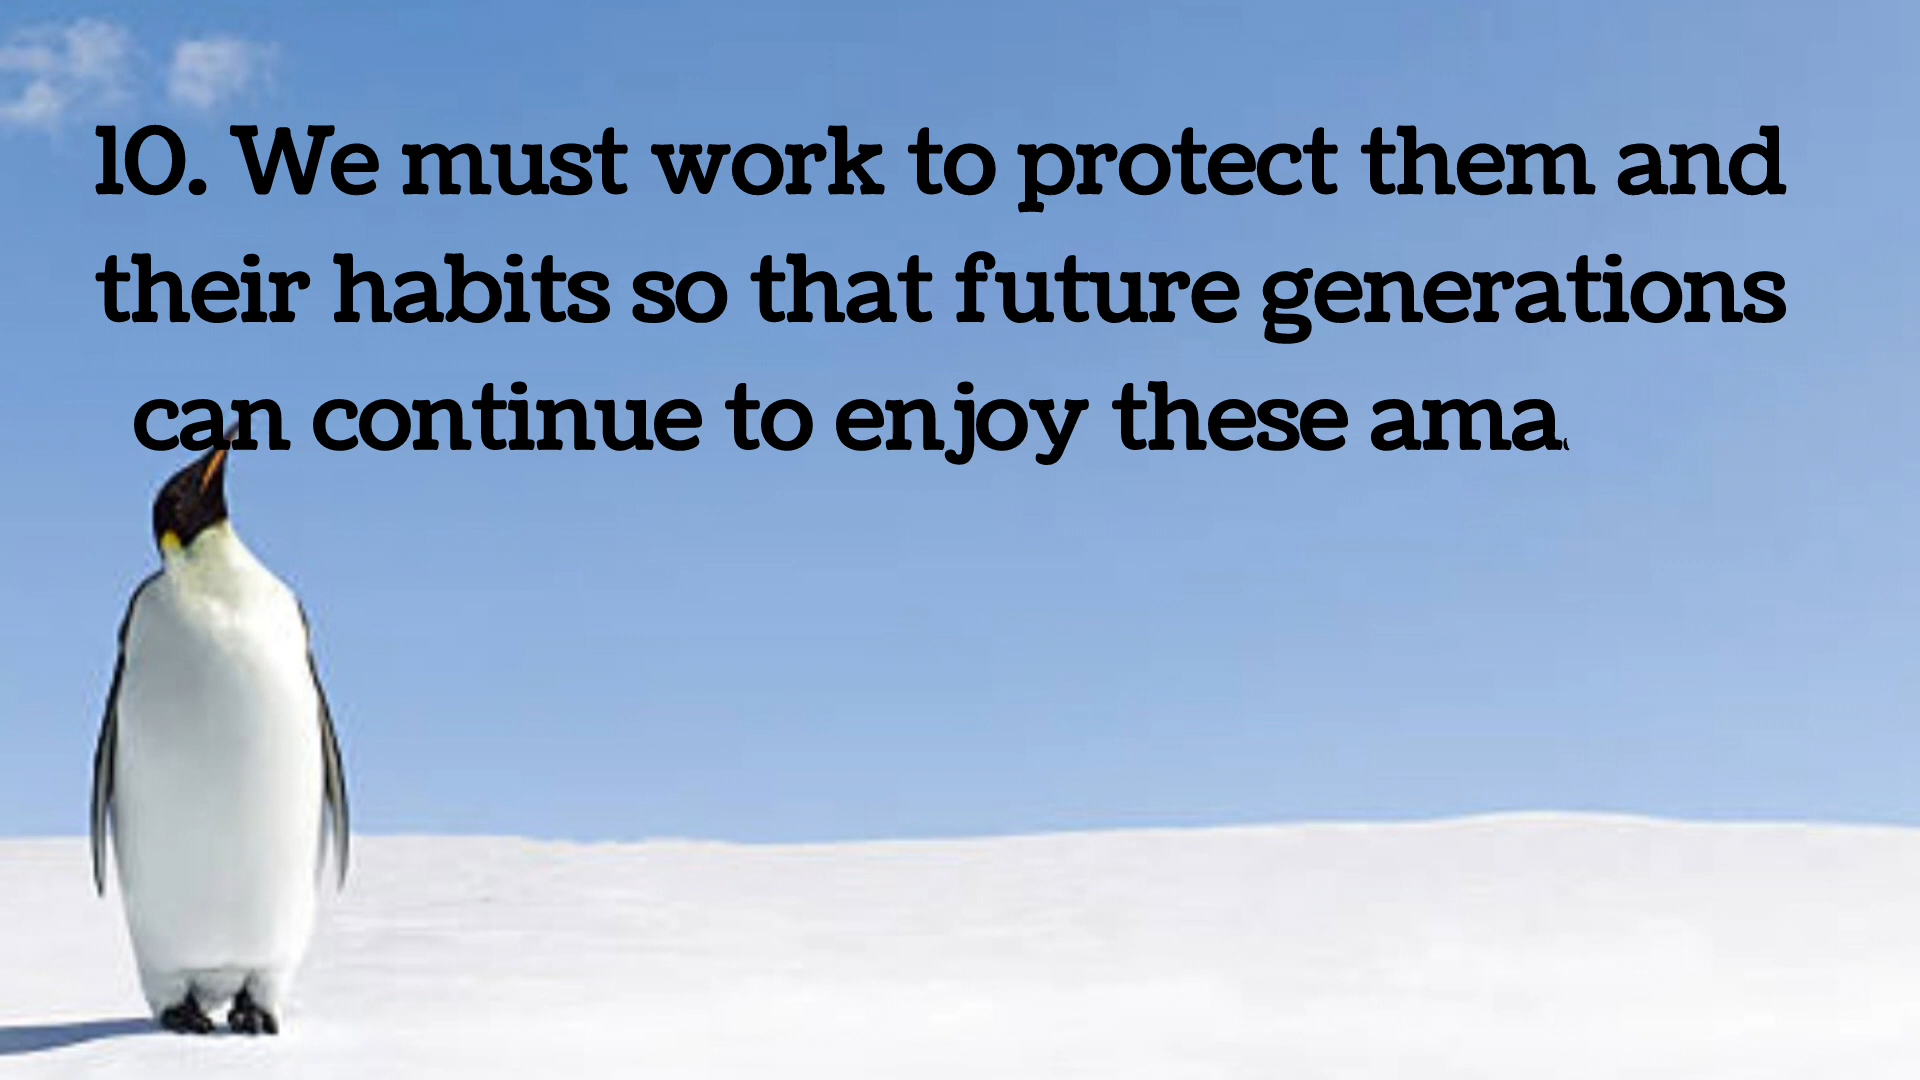 10. We must work to protect them and
their habits so that future generations
can continue to enjoy these ama